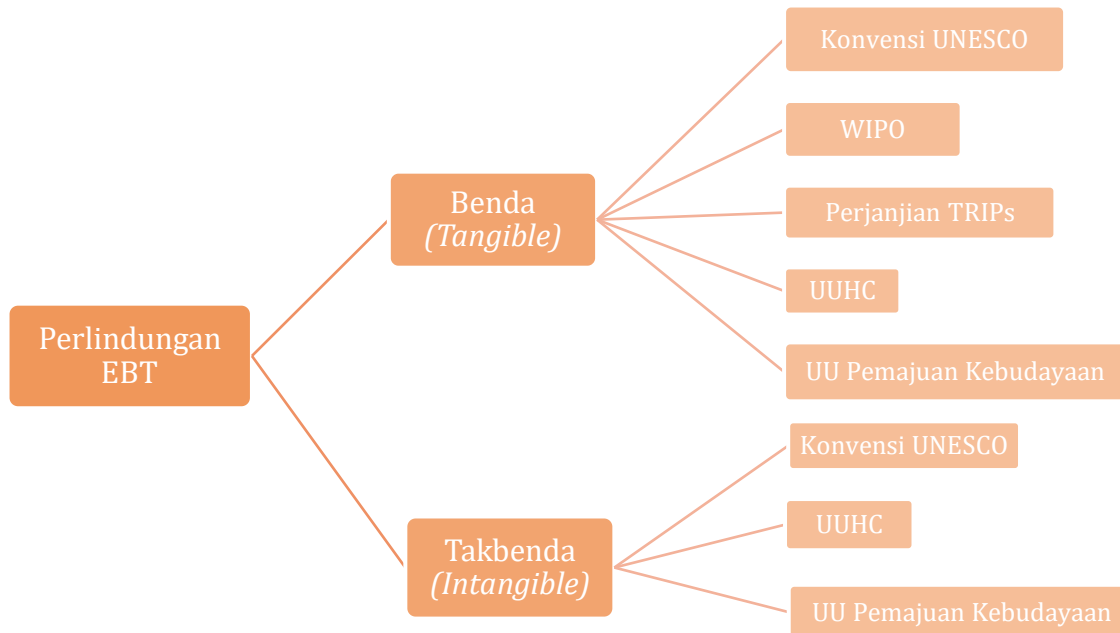 Perlindungan
EBT
Benda
(Tangible)
Konvensi UNESCO
WIPO
Perjanjian TRIPs
UUHC
UU Pemajuan Kebudayaan
Takbenda
(Intangible)
Konvensi UNESCO
UUHC
UU Pemajuan Kebudayaan